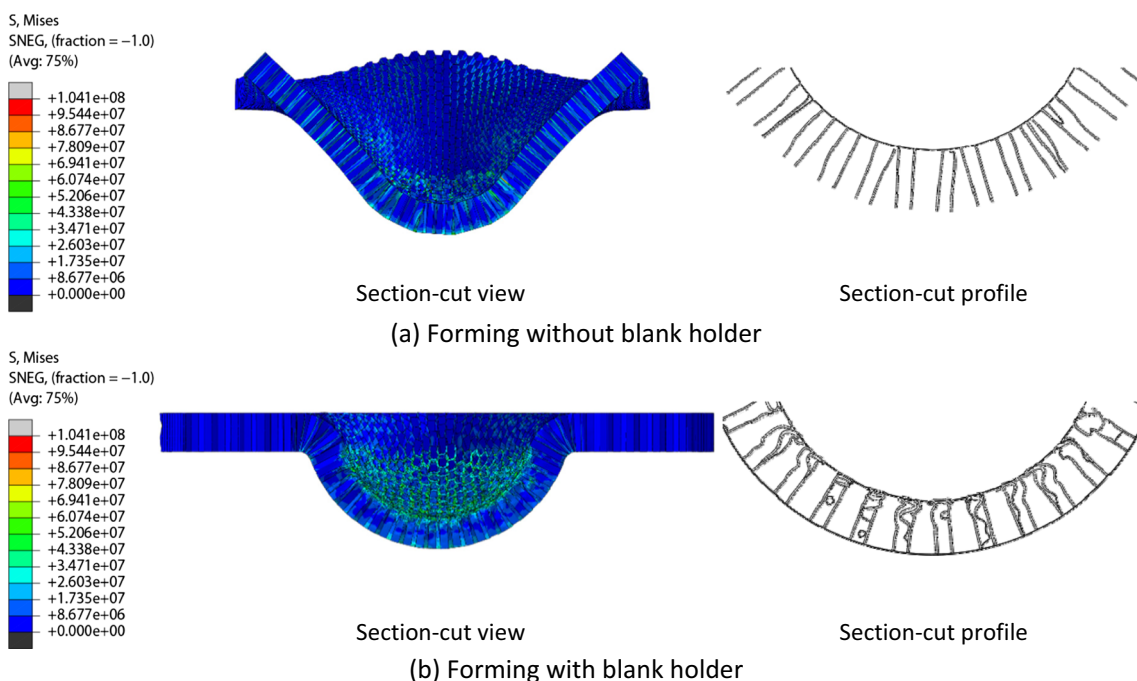 S, Mises
SNEG, (fraction = −1.0)
(Avg: 75%)
+1.041e+08
+9.544e+07
+8.677e+07
+7.809e+07
+6.941e+07
+6.074e+07
+5.206e+07
+4.338e+07
+3.471e+07
+2.603e+07
+1.735e+07
+8.677e+06
+0.000e+00
Section-cut view
Section-cut profile
(a) Forming without blank holder
S, Mises
SNEG, (fraction = −1.0)
(Avg: 75%)
+1.041e+08
+9.544e+07
+8.677e+07
+7.809e+07
+6.941e+07
+6.074e+07
+5.206e+07
+4.338e+07
+3.471e+07
+2.603e+07
+1.735e+07
+8.677e+06
+0.000e+00
Section-cut view
Section-cut profile
(b) Forming with blank holder